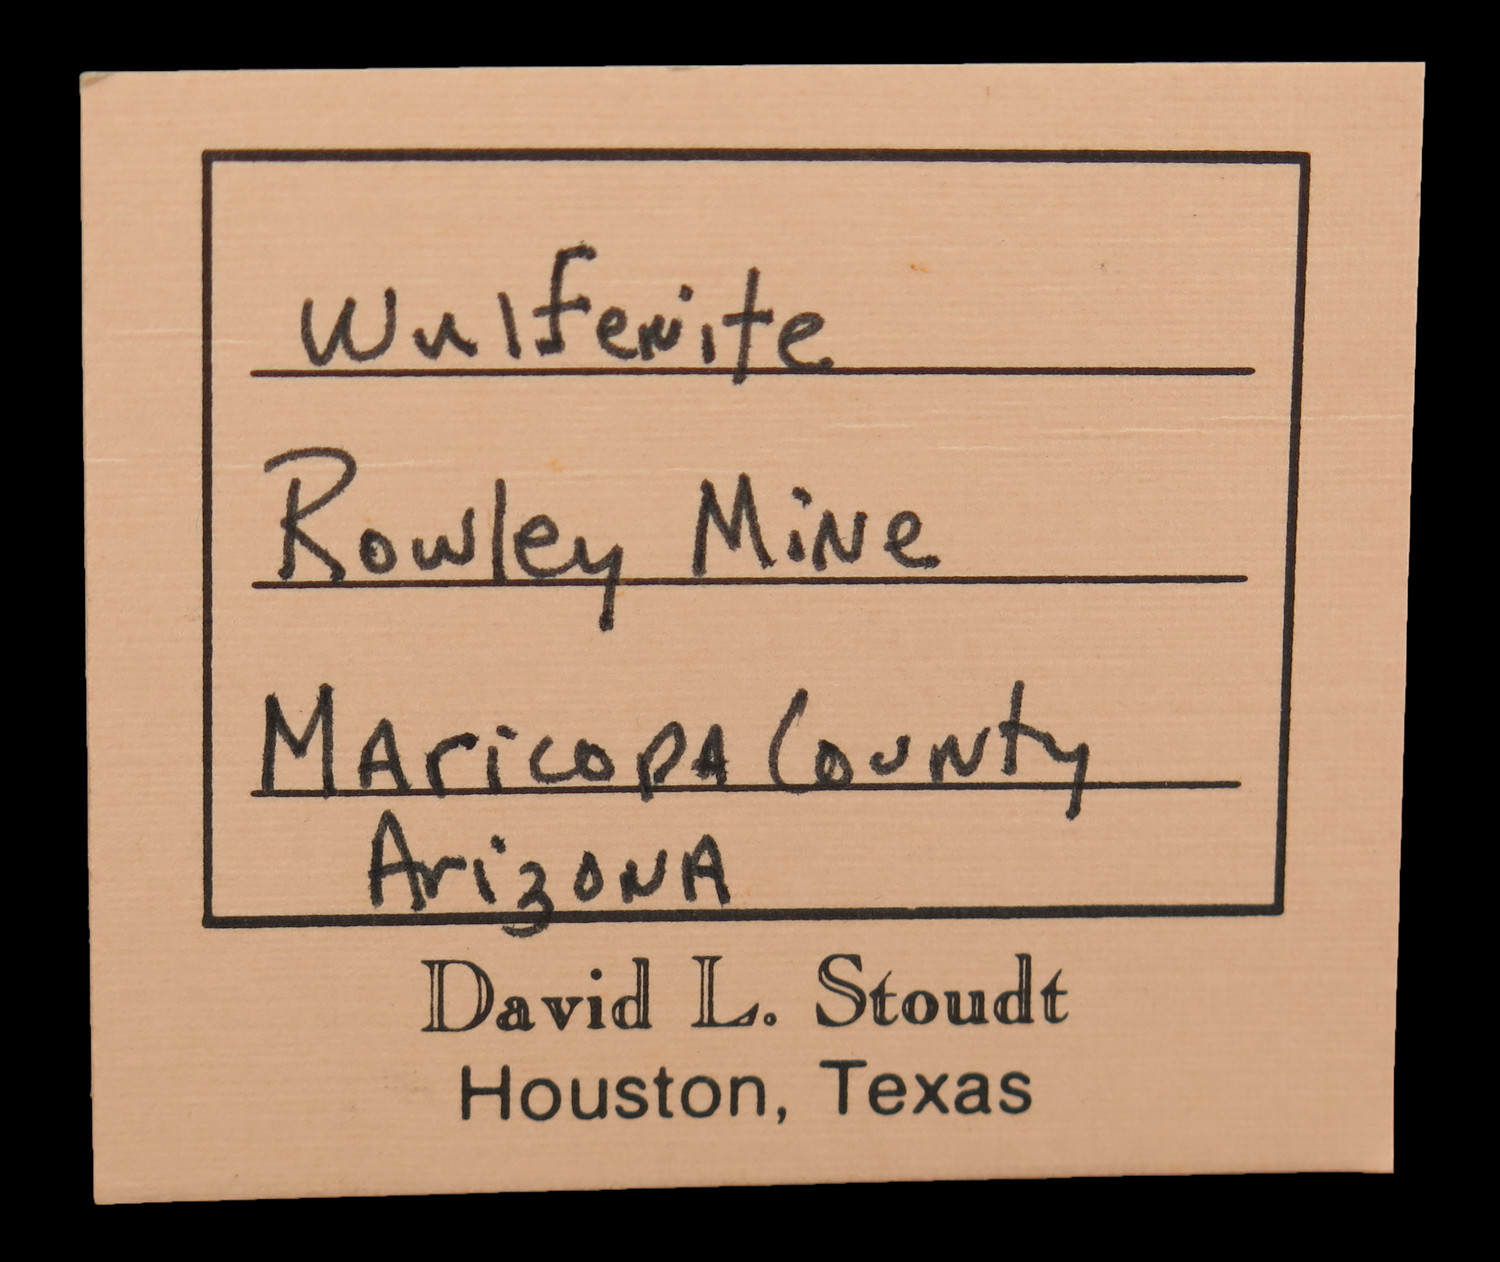 Wulfenite
Rowley Mine
Maricopa County
Arizona
David L. Stoudt
Houston, Texas